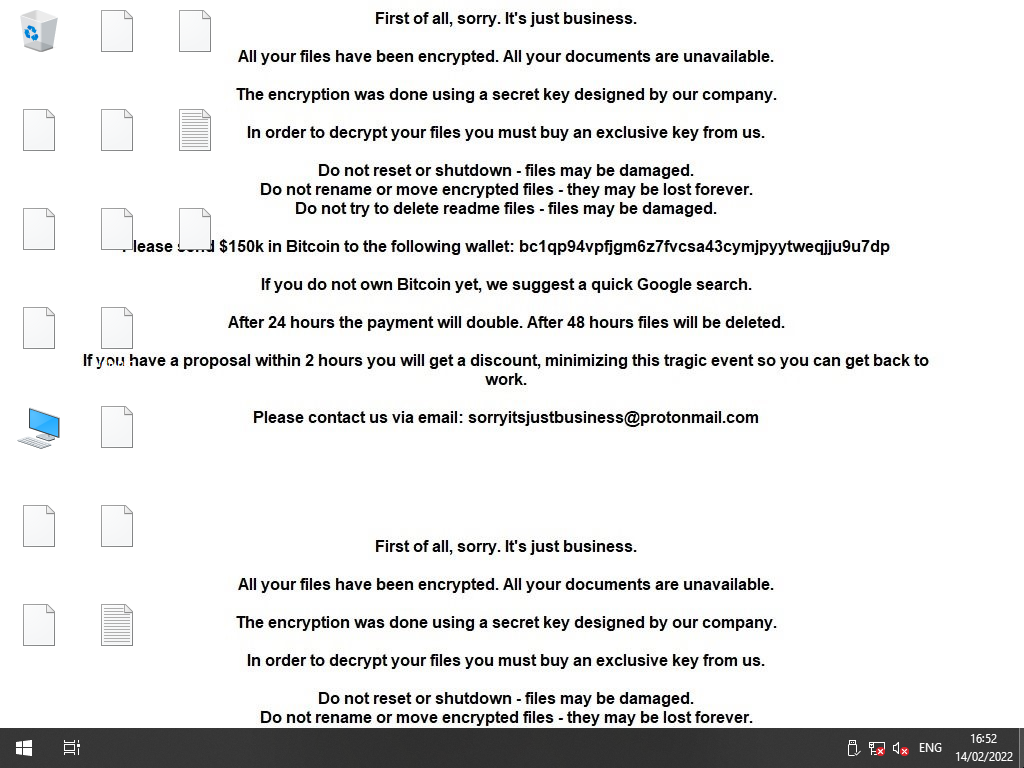 First of all, sorry. It's just business.
All your files have been encrypted. All your documents are unavailable.
The encryption was done using a secret key designed by our company.
In order to decrypt your files you must buy an exclusive key from us.
Do not reset or shutdown - files may be damaged.
Do not rename or move encrypted files - they may be lost forever.
Do not try to delete readme files - files may be damaged.
Please send $150k in Bitcoin to the following wallet: bc1qp94vpfjgm6z7fvcsa43cymjpyytweqjju9u7dp
If you do not own Bitcoin yet, we suggest a quick Google search.
After 24 hours the payment will double. After 48 hours files will be deleted.
If you have a proposal within 2 hours you will get a discount, minimizing this tragic event so you can get back to
work.
Please contact us via email: sorryitsjustbusiness@protonmail.com
First of all, sorry. It's just business.
All your files have been encrypted. All your documents are unavailable.
The encryption was done using a secret key designed by our company.
In order to decrypt your files you must buy an exclusive key from us.
Do not reset or shutdown - files may be damaged.
Do not rename or move encrypted files - they may be lost forever.
ENG
16:52
14/02/2022